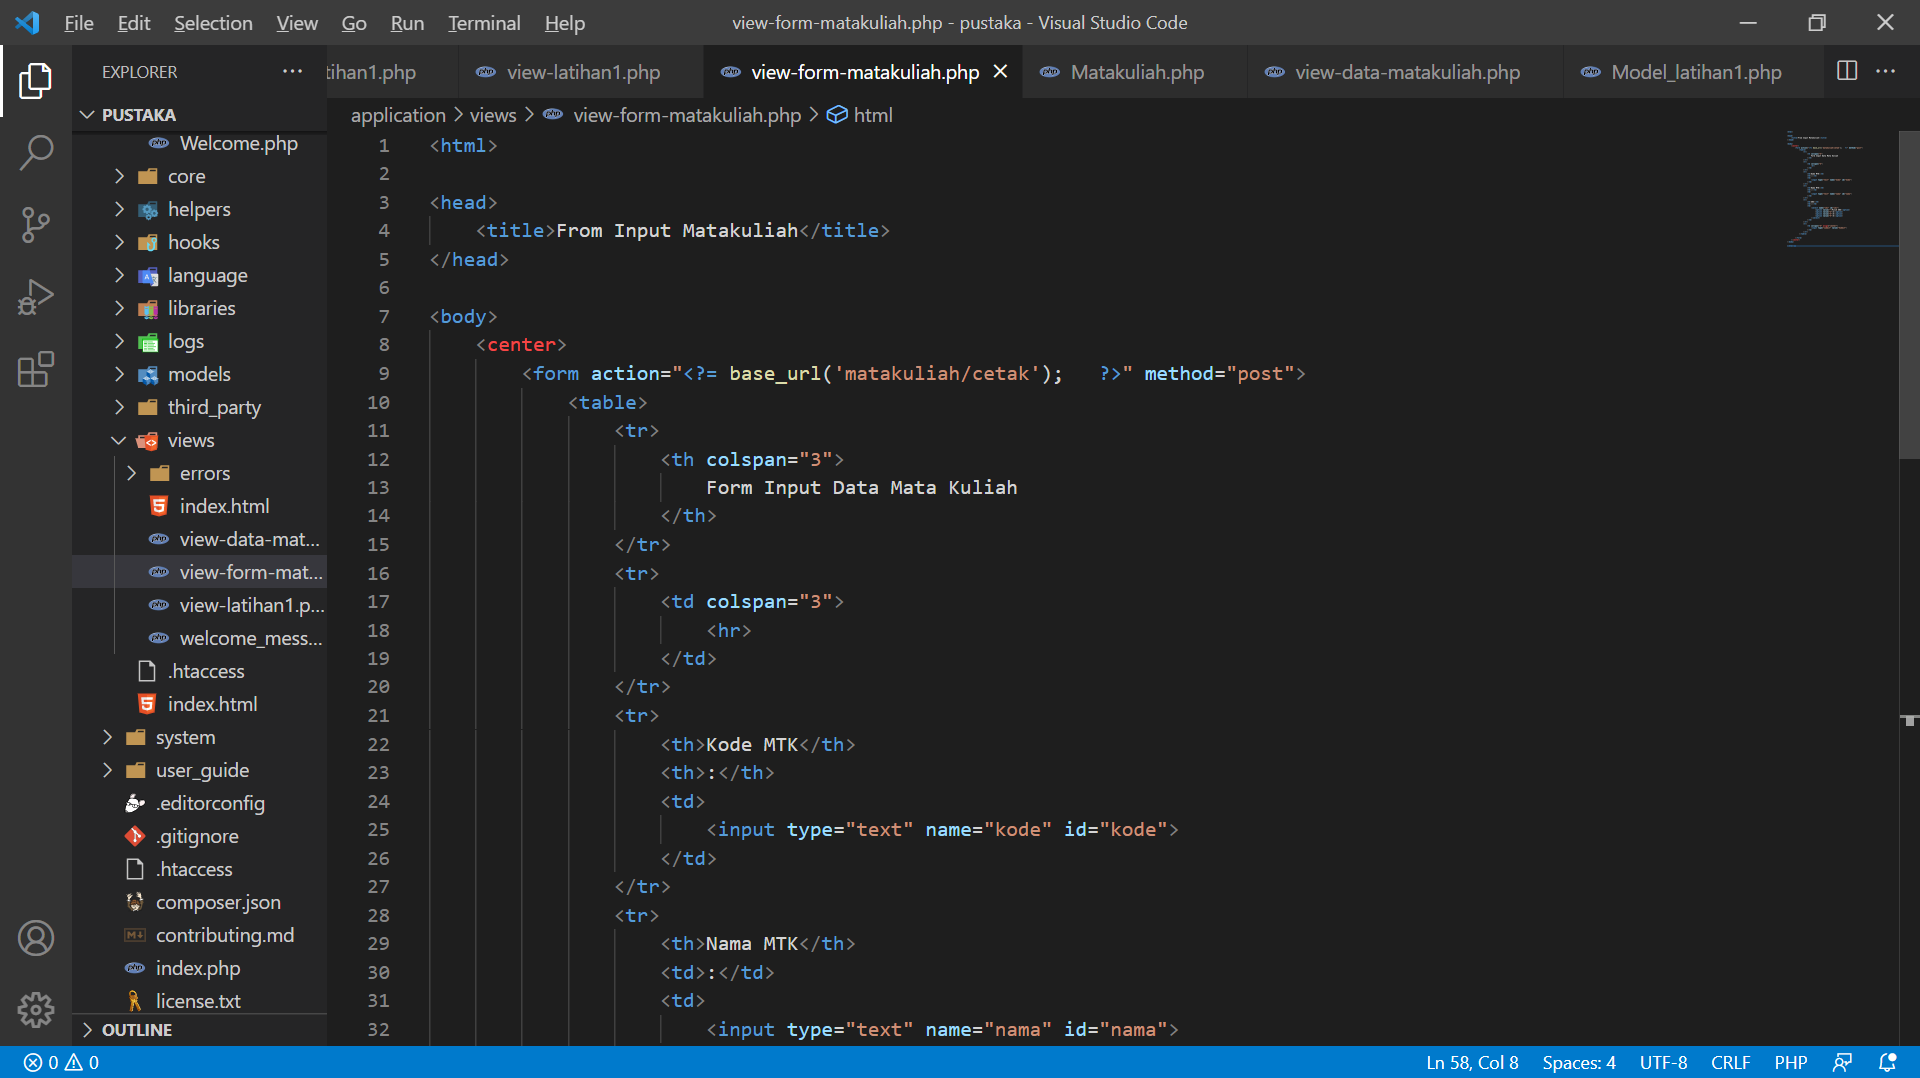 File Edit Selection View Go Run Terminal Help view-form-matakuliah.php - pustaka - Visual Studio Code
EXPLORER
tihan1.php view-latihan1.php view-form-matakuliah.php Matakuliah.php view-data-matakuliah.php Model_latihan1.php
PUSTAKA
application > views > view-form-matakuliah.php > html
Welcome.php
core
helpers
hooks
language
libraries
logs
models
third_party
views
errors
index.html
view-data-mat...
view-form-mat...
view-latihan1.p...
welcome_mess...
.htaccess
index.html
system
user_guide
.editorconfig
.gitignore
.htaccess
composer.json
contributing.md
index.php
license.txt
OUTLINE
1 <html>
2
3 <head>
4 <title>From Input Matakuliah</title>
5 </head>
6
7 <body>
8 <center>
9 <form action="<?= base_url('matakuliah/cetak'); ?>" method="post">
10 <table>
11 <tr>
12 <th colspan="3">
13 Form Input Data Mata Kuliah
14 </th>
15 </tr>
16 <tr>
17 <td colspan="3">
18 <hr>
19 </td>
20 </tr>
21 <tr>
22 <th>Kode MTK</th>
23 <th>:</th>
24 <td>
25 <input type="text" name="kode" id="kode">
26 </td>
27 </tr>
28 <tr>
29 <th>Nama MTK</th>
30 <td>:</td>
31 <td>
32 <input type="text" name="nama" id="nama">
0 0 Ln 58, Col 8 Spaces: 4 UTF-8 CRLF PHP